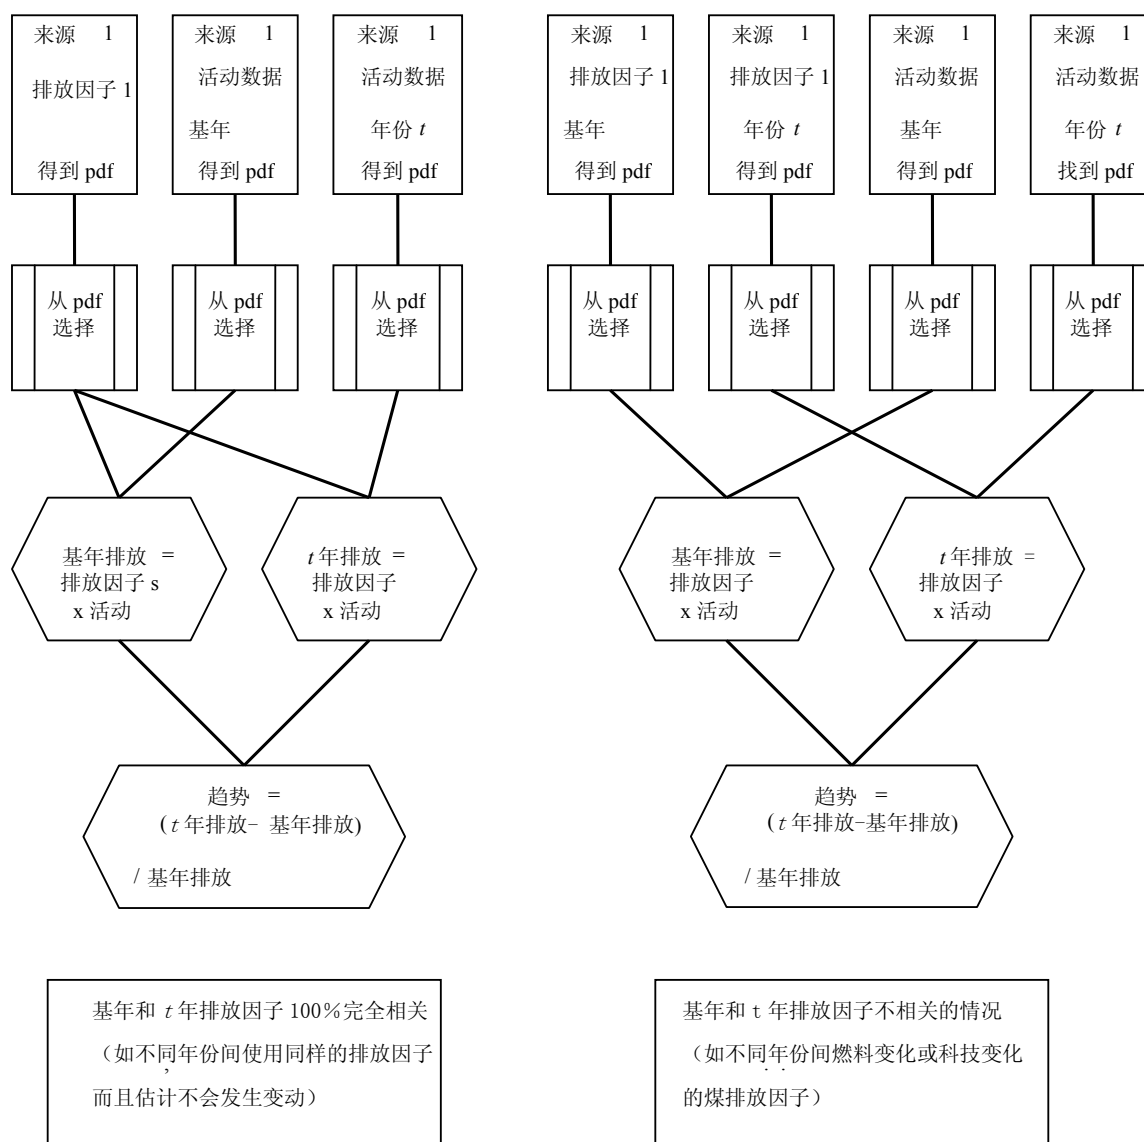 来源 1
排放因子 1
得到 pdf
来源 1
活动数据
基年
得到 pdf
来源 1
活动数据
年份 t
得到 pdf
来源 1
排放因子 1
基年
得到 pdf
来源 1
排放因子 1
年份 t
得到 pdf
来源 1
活动数据
基年
得到 pdf
来源 1
活动数据
年份 t
找到 pdf
从 pdf
选择
从 pdf
选择
从 pdf
选择
从 pdf
选择
从 pdf
选择
从 pdf
选择
从 pdf
选择
基年排放 =
排放因子 s
x 活动
t 年排放 =
排放因子
x 活动
基年排放 =
排放因子
x 活动
t 年排放 =
排放因子
x 活动
趋势 =
(t 年排放- 基年排放)
/ 基年排放
趋势 =
(t 年排放-基年排放)
/ 基年排放
基年和 t 年排放因子 100%完全相关
（如不同年份间使用同样的排放因子,
而且估计不会发生变动）
基年和 t 年排放因子不相关的情况
（如不同年份间燃料变化或科技变化
的煤排放因子）